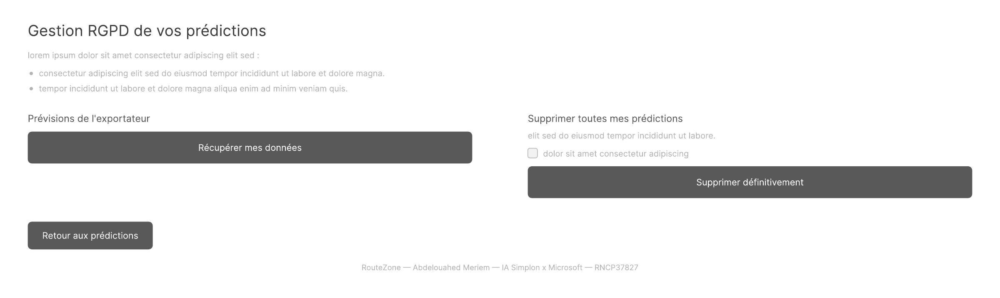 Gestion RGPD de vos prédictions
lorem ipsum dolor sit amet consectetur adipiscing elit sed :
consectetur adipiscing elit sed do eiusmod tempor incididunt ut labore et dolore magna.
tempor incididunt ut labore et dolore magna aliqua enim ad minim veniam quis.
Prévisions de l'exportateur
Récupérer mes données
Supprimer toutes mes prédictions
elit sed do eiusmod tempor incididunt ut labore.
dolor sit amet consectetur adipiscing
Supprimer définitivement
Retour aux prédictions
RouteZone — Abdelouahed Meriem — IA Simplon x Microsoft — RNCP37827